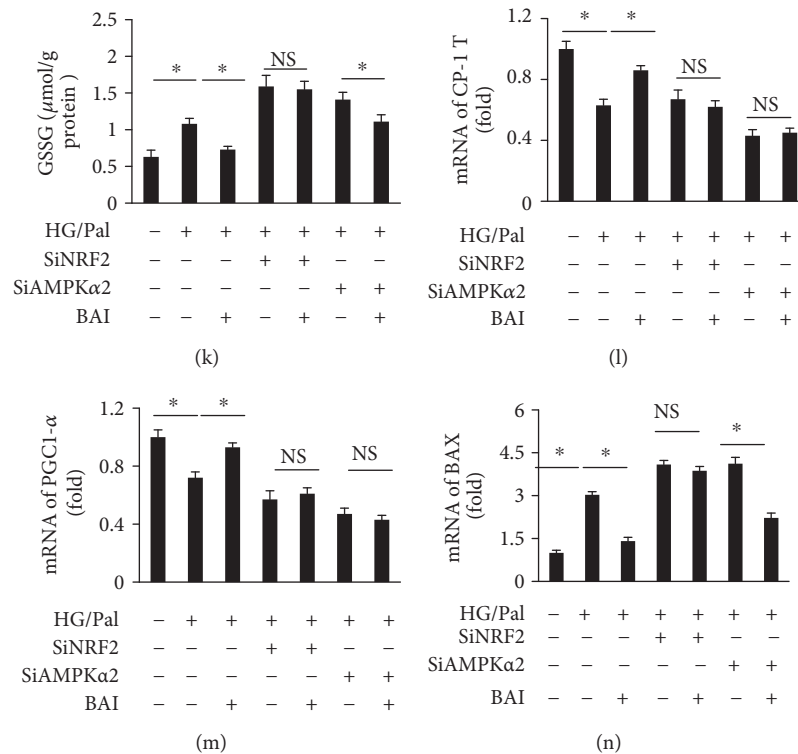 2
1.5
1
0.5
0
GSSG (μmol/g
protein )
* * NS *
HG/Pal − + + + + + +
SiNRF2 − − − + + − −
SiAMPKα2 − − − − − + +
BAI − − + − + − +
(k)
1.2
0.8
0.4
0
mRNA of CP-1 T
(fold)
* * NS NS
HG/Pal − + + + + + +
SiNRF2 − − − + + − −
SiAMPKα2 − − − − − + +
BAI − − + − + − +
(l)
1.2
0.8
0.4
0
mRNA of PGC1-α
(fold)
* * NS NS
HG/Pal − + + + + + +
SiNRF2 − − − + + − −
SiAMPKα2 − − − − − + +
BAI − − + − + − +
(m)
6
4.5
3
1.5
0
mRNA of BAX
(fold)
* * NS *
HG/Pal − + + + + + +
SiNRF2 − − − + + − −
SiAMPKα2 − − − − − + +
BAI − − + − + − +
(n)